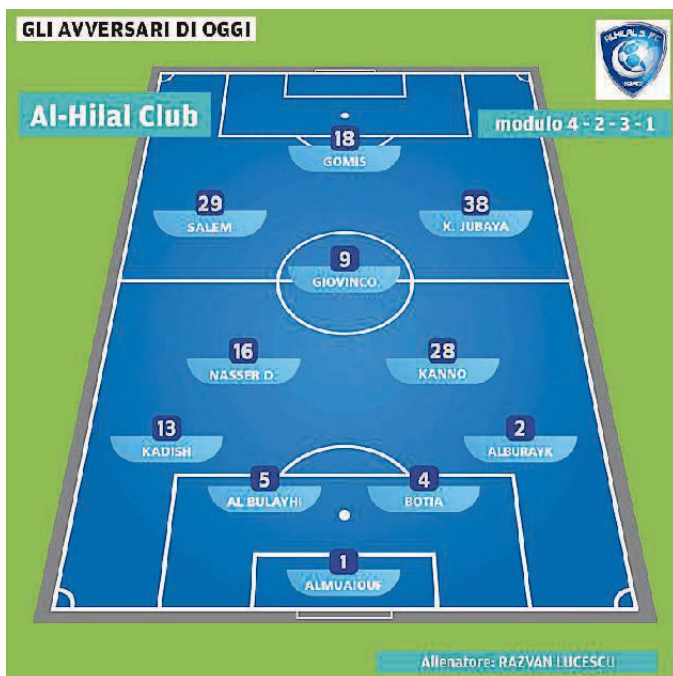 GLI AVVERSARI DI OGGI
ALHILAL S. FC
Al-Hilal Club
modulo 4 - 2 - 3 - 1
18
GOMIS
29
SALEM
38
K. JUBAYA
9
GIOVINCO
16
NASSER D.
28
KANNO
13
KADISH
2
ALBURAYK
5
AL BULAYHI
4
BOTIA
1
ALMUAIOUF
Allenatore: RAZVAN LUCESCU